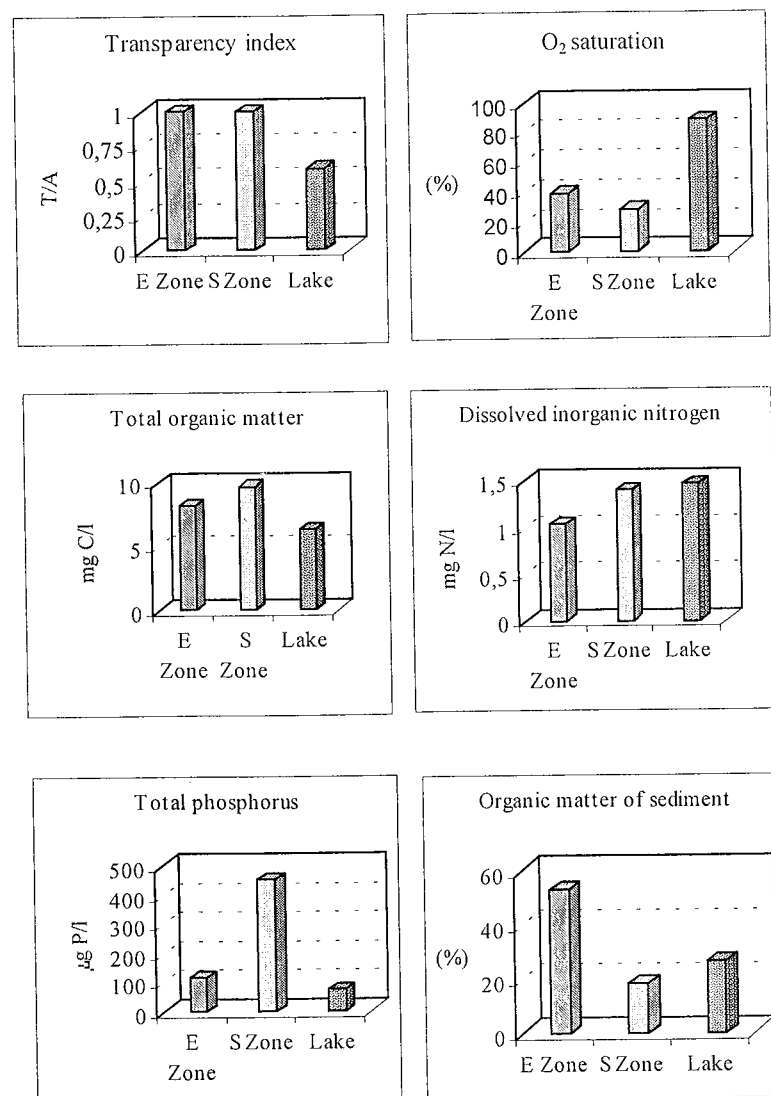 Transparency index
T/A
1
0,75
0,5
0,25
0
E Zone S Zone Lake
O₂ saturation
(%)
100
80
60
40
20
0
E S Zone Lake
Zone
Total organic matter
mg C/l
10
5
0
E S Lake
Zone Zone
Dissolved inorganic nitrogen
mg N/l
1,5
1
0,5
0
E S Zone Lake
Zone
Total phosphorus
µg P/l
500
400
300
200
100
0
E S Zone Lake
Zone
Organic matter of sediment
(%)
60
40
20
0
E Zone S Zone Lake